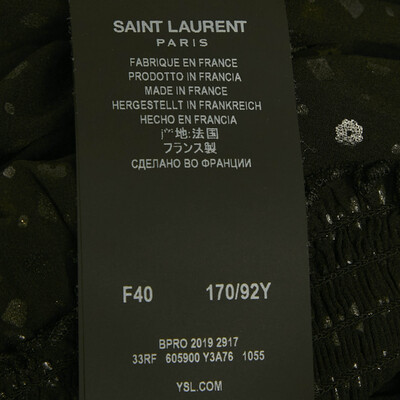 SAINT LAURENT
PARIS
FABRIQUE EN FRANCE
PRODOTTO IN FRANCIA
MADE IN FRANCE
HERGESTELLT IN FRANKREICH
HECHO EN FRANCIA
地:法国
フランス製
СДЕЛАНО ВО ФРАНЦИИ
F40 170/92Y
BPRO 2019 2917
33RF 605900 Y3A76 1055
YSL.COM